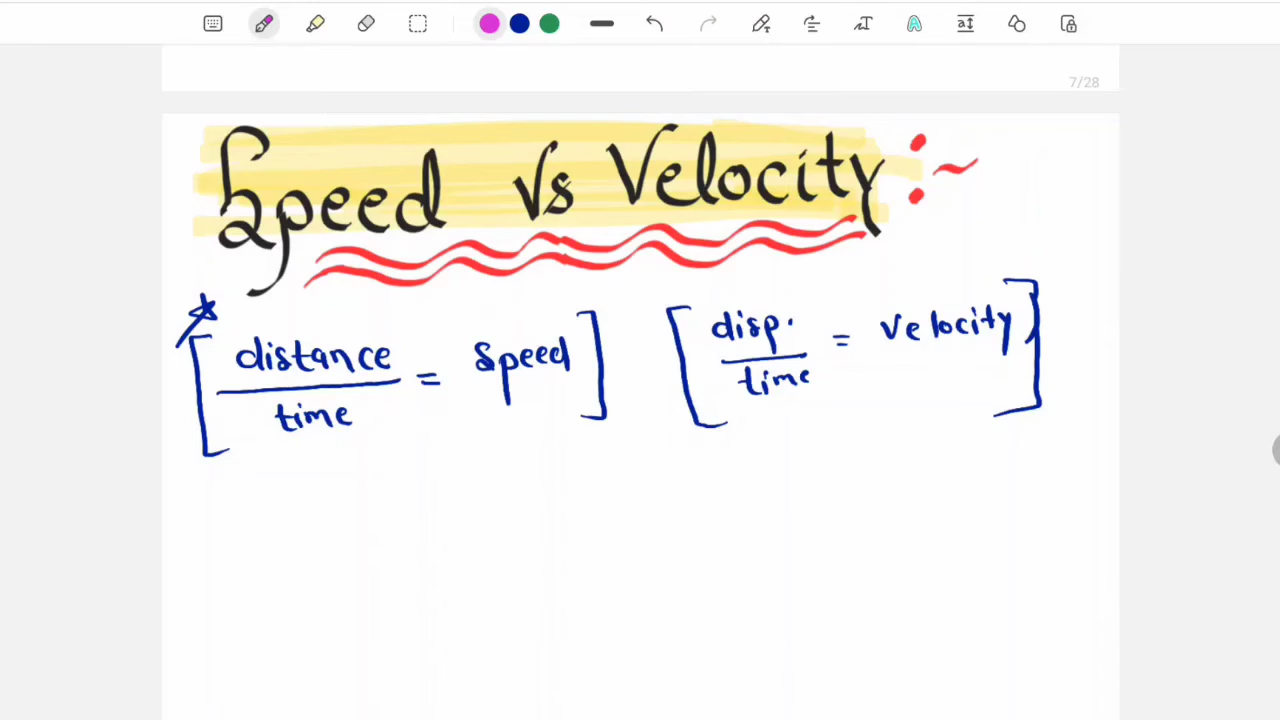 7/28
Speed Vs Velocity :~
[distance/time = Speed] [disp./time = velocity]